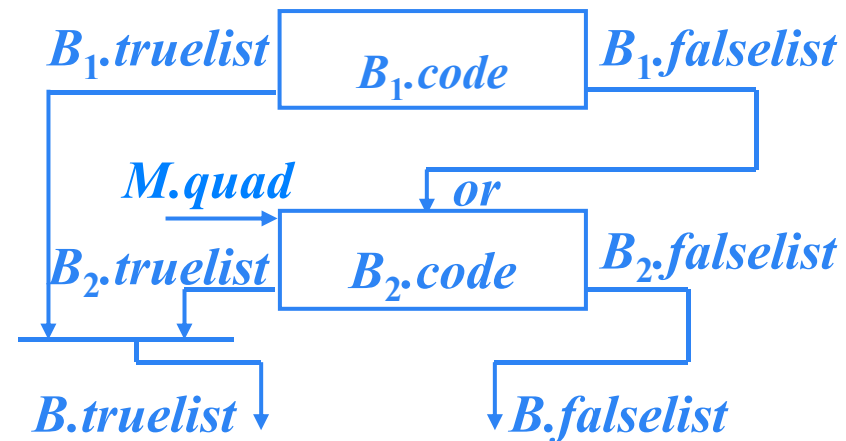 B₁.truelist B₁.code B₁.falselist
M.quad or
B₂.truelist B₂.code B₂.falselist
B.truelist B.falselist